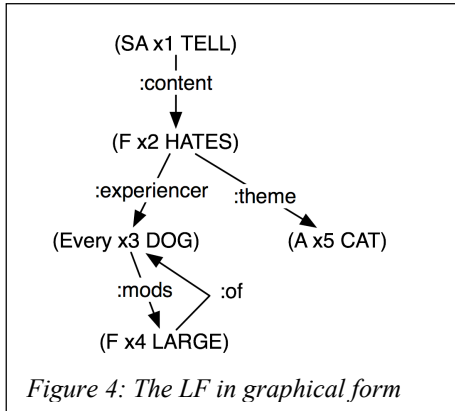 (SA x1 TELL)
:content
(F x2 HATES)
:experiencer :theme
(Every x3 DOG) (A x5 CAT)
:mods :of
(F x4 LARGE)
Figure 4: The LF in graphical form